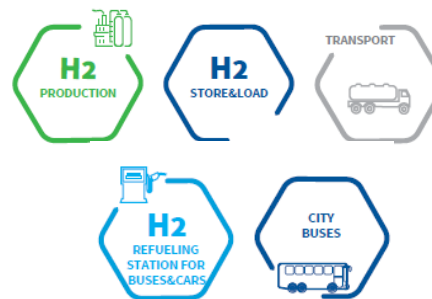 H2
PRODUCTION
H2
STORE&LOAD
TRANSPORT
H2
REFUELING
STATION FOR
BUSES&CARS
CITY
BUSES